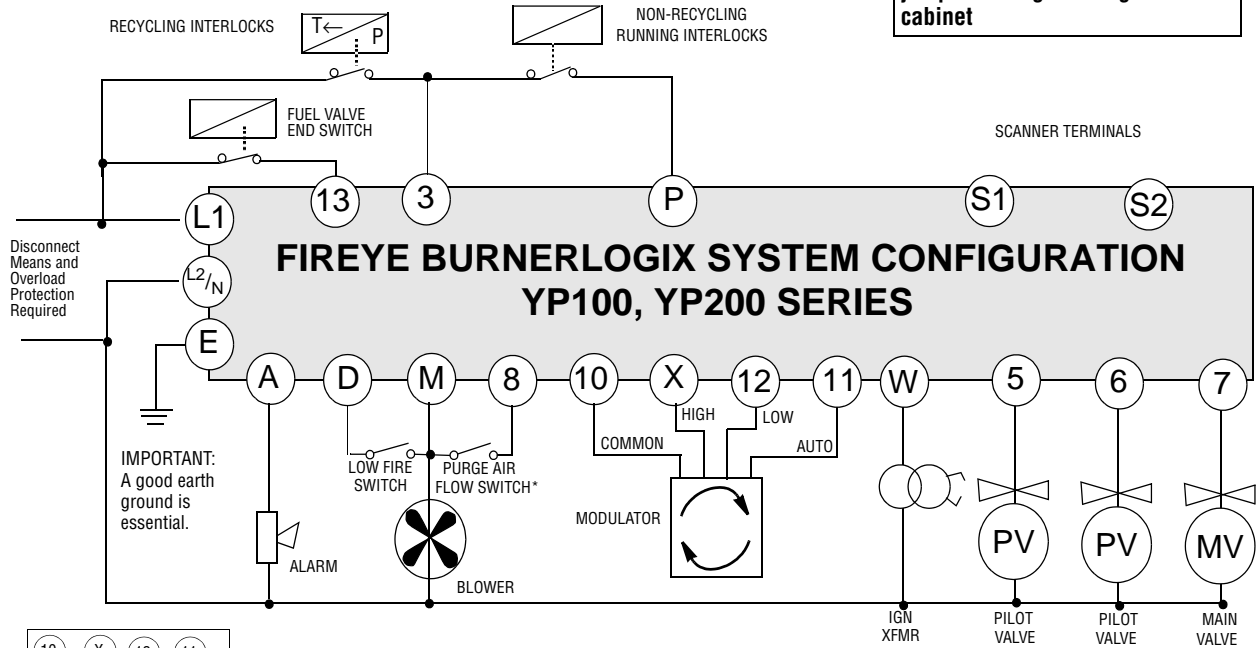 cabinet
RECYCLING INTERLOCKS
T←
P
NON-RECYCLING
RUNNING INTERLOCKS
FUEL VALVE
END SWITCH
SCANNER TERMINALS
L1
13
3
P
S1
S2
Disconnect
Means and
Overload
Protection
Required
L2/N
E
FIREYE BURNERLOGIX SYSTEM CONFIGURATION
YP100, YP200 SERIES
A
D
M
8
10
X
12
11
W
5
6
7
IMPORTANT:
A good earth
ground is
essential.
ALARM
LOW FIRE
SWITCH
PURGE AIR
FLOW SWITCH*
BLOWER
COMMON
HIGH
LOW
AUTO
MODULATOR
PV
PV
MV
IGN
XFMR
PILOT
VALVE
PILOT
VALVE
MAIN
VALVE